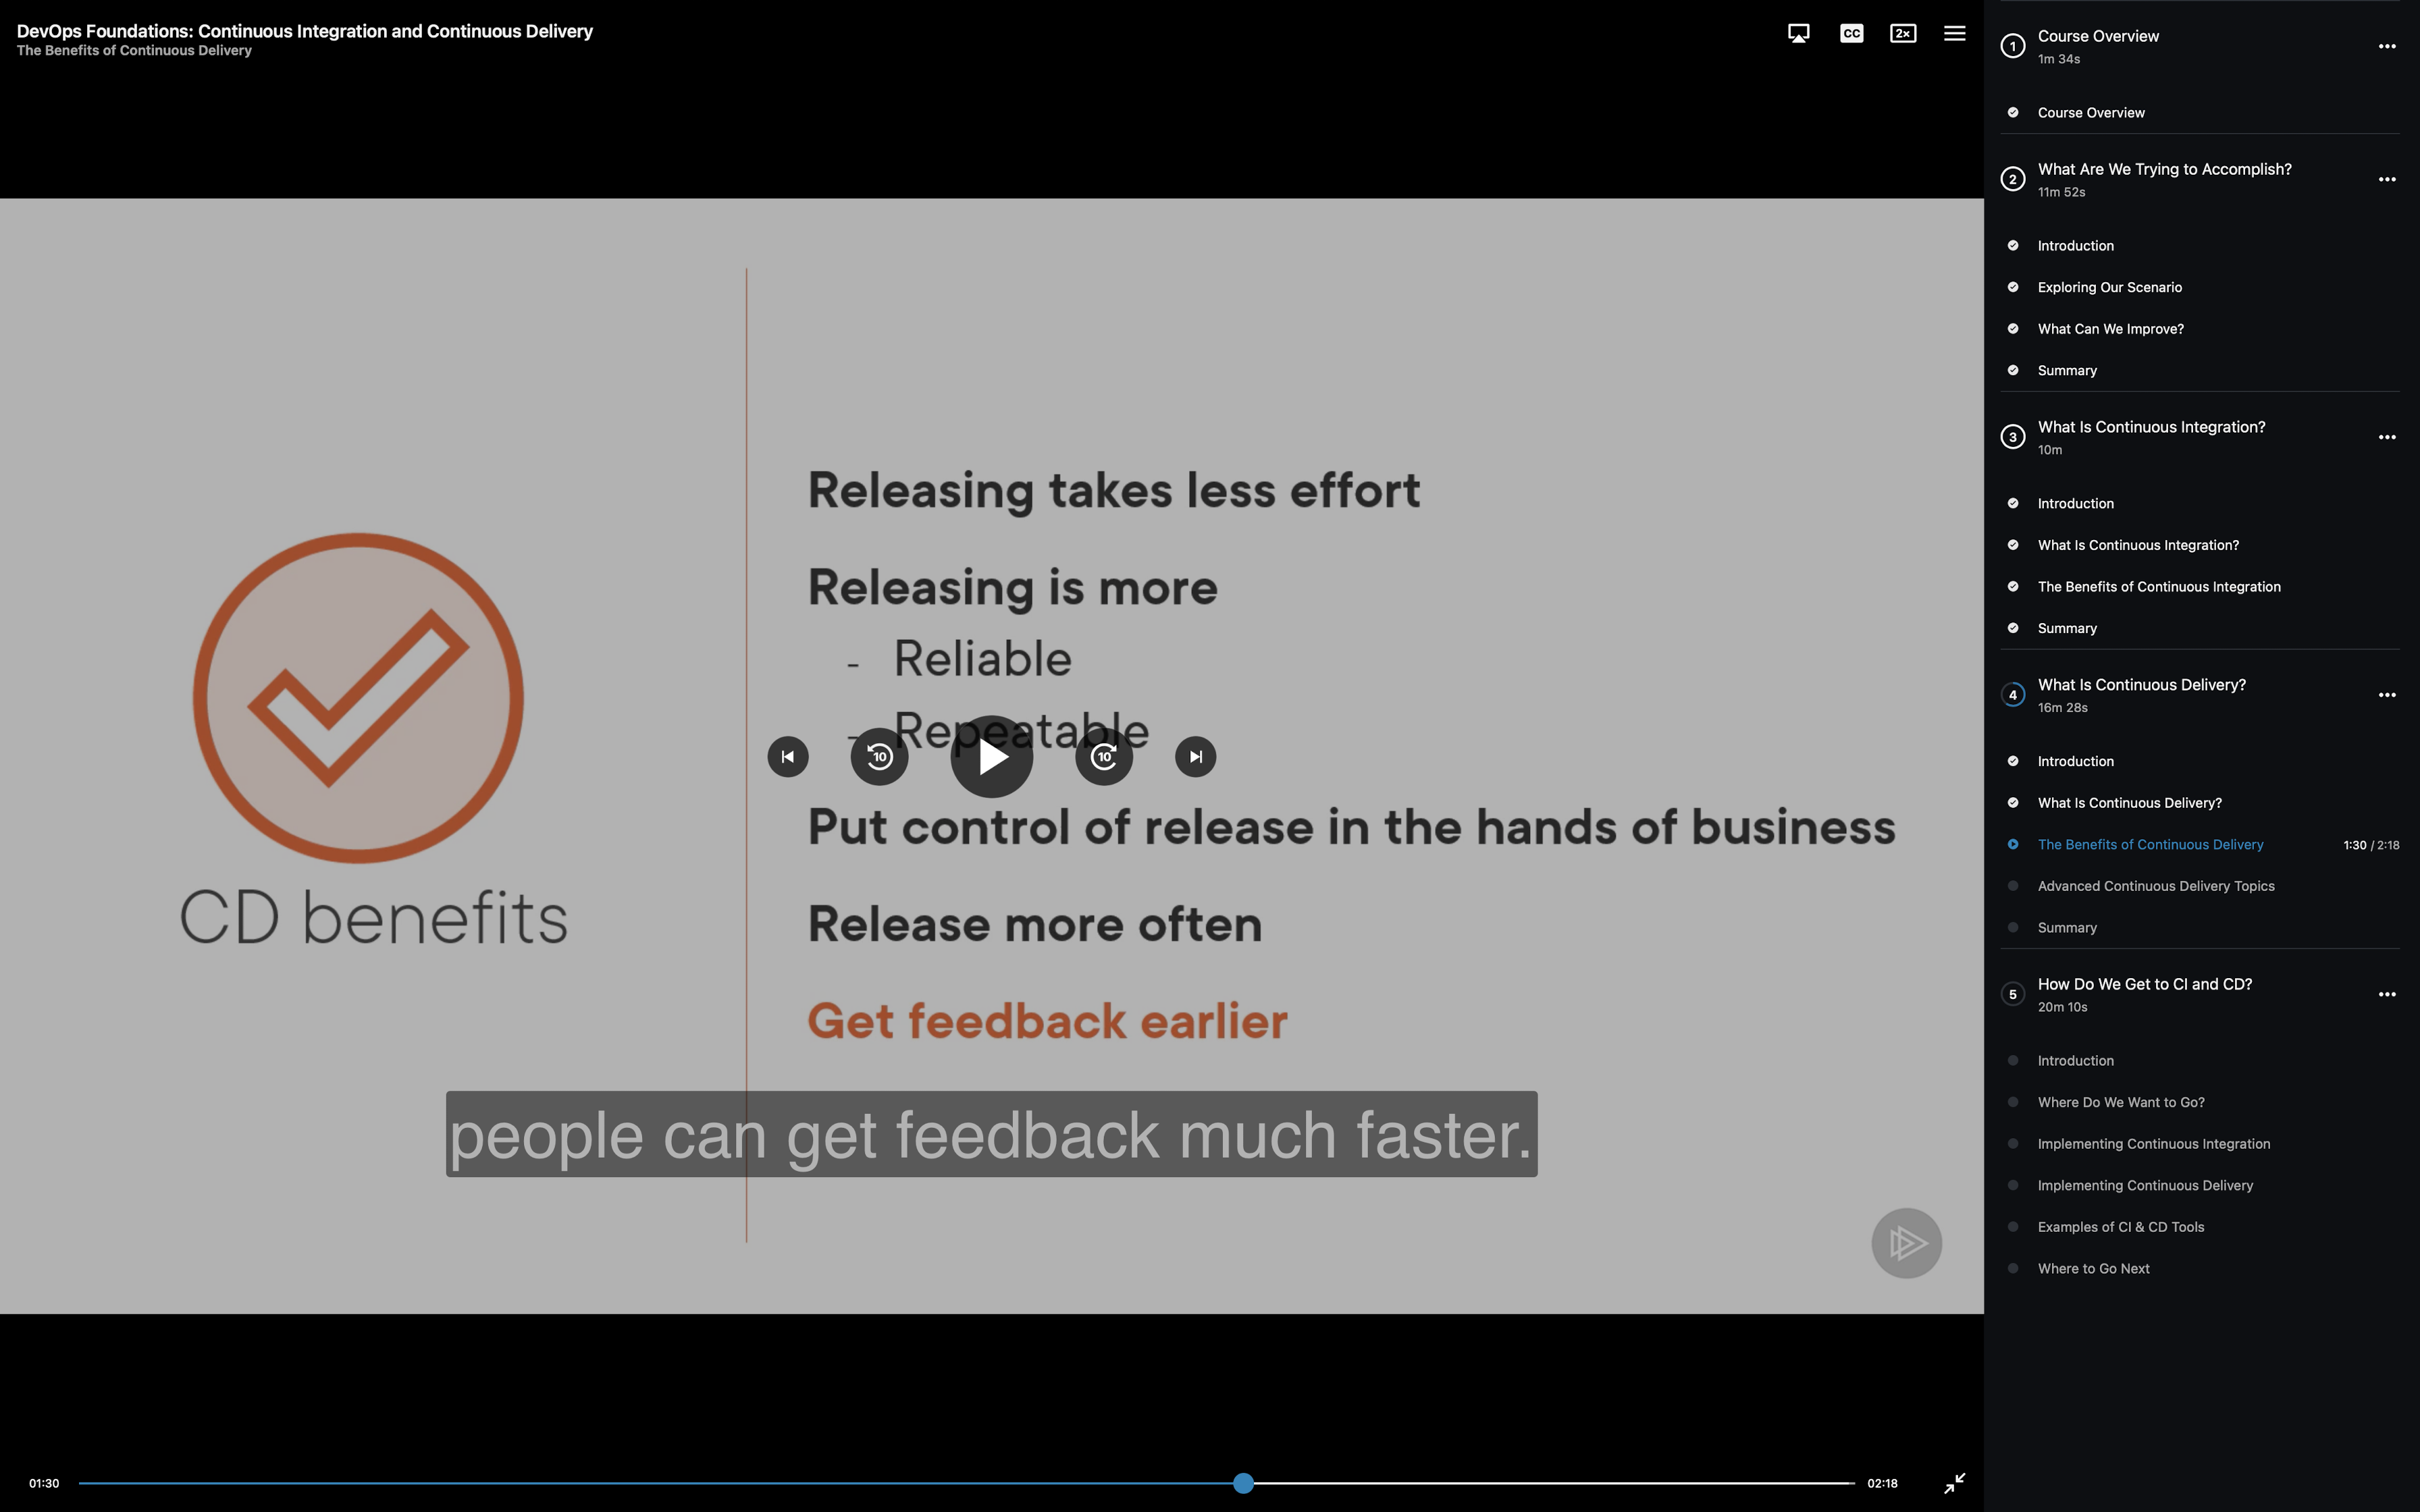 DevOps Foundations: Continuous Integration and Continuous Delivery
The Benefits of Continuous Delivery
CC
2×
CD benefits
Releasing takes less effort
Releasing is more
- Reliable
- Repeatable
10
10
Put control of release in the hands of business
Release more often
Get feedback earlier
people can get feedback much faster.
01:30
02:18
1
Course Overview
1m 34s
Course Overview
2
What Are We Trying to Accomplish?
11m 52s
Introduction
Exploring Our Scenario
What Can We Improve?
Summary
3
What Is Continuous Integration?
10m
Introduction
What Is Continuous Integration?
The Benefits of Continuous Integration
Summary
4
What Is Continuous Delivery?
16m 28s
Introduction
What Is Continuous Delivery?
The Benefits of Continuous Delivery 1:30 / 2:18
Advanced Continuous Delivery Topics
Summary
5
How Do We Get to CI and CD?
20m 10s
Introduction
Where Do We Want to Go?
Implementing Continuous Integration
Implementing Continuous Delivery
Examples of CI & CD Tools
Where to Go Next